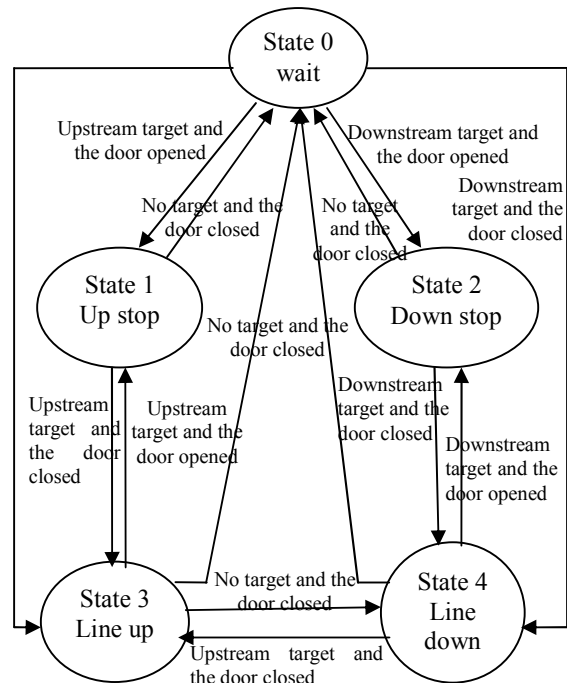 State 0
wait
Upstream target and
the door opened
Downstream target and
the door opened
No target and the
door closed
No target
and the
door closed
Downstream
target and the
door closed
State 1
Up stop
State 2
Down stop
No target and the
door closed
Upstream
target and
the door
closed
Upstream
target and the
door opened
Downstream
target and the
door closed
Downstream
target and the
door opened
State 3
Line up
No target and the
door closed
State 4
Line
down
Upstream target and
the door closed